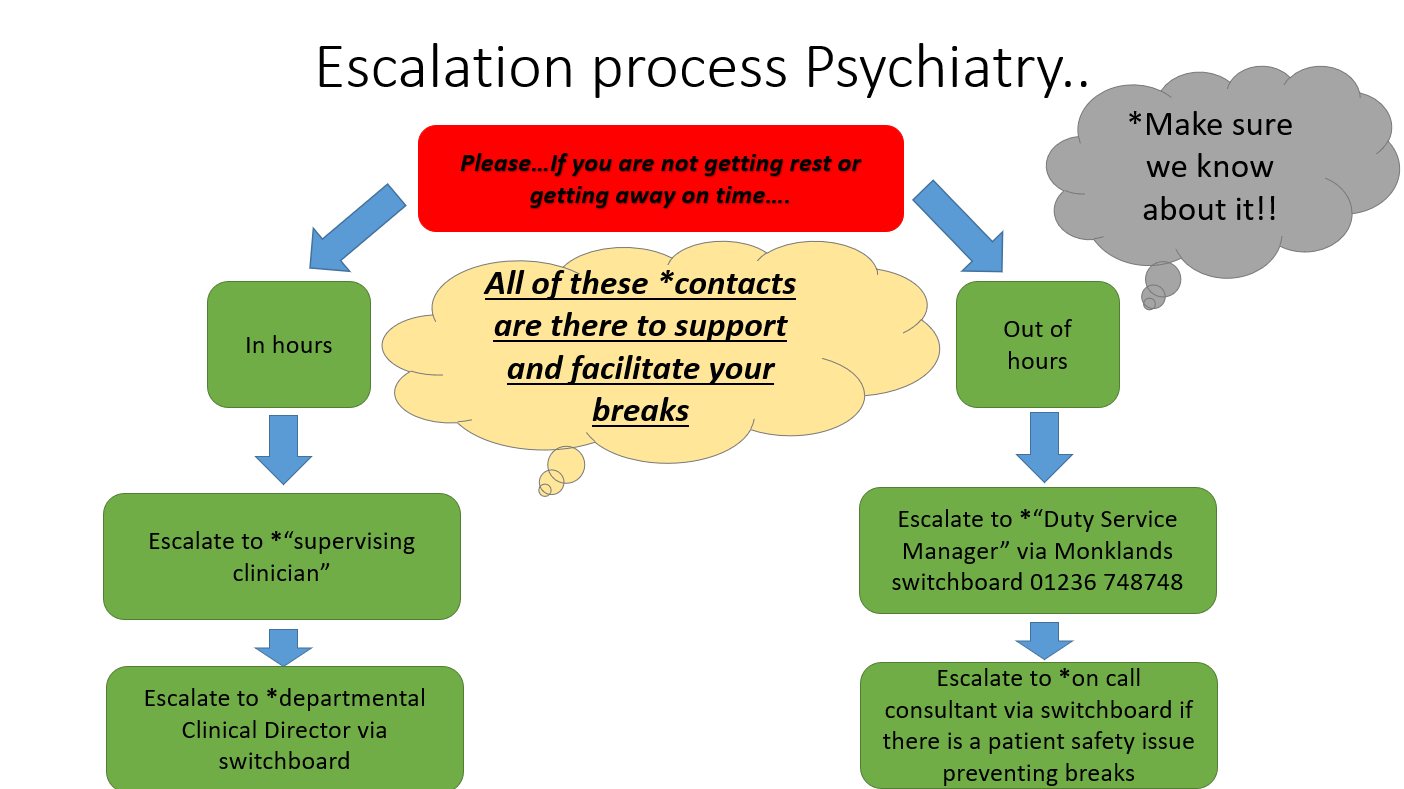 Escalation process Psychiatry..
*Make sure
we know
about it!!
Please…If you are not getting rest or
getting away on time….
All of these *contacts
are there to support
and facilitate your
breaks
In hours
Out of
hours
Escalate to *“supervising
clinician”
Escalate to *“Duty Service
Manager” via Monklands
switchboard 01236 748748
Escalate to *departmental
Clinical Director via
switchboard
Escalate to *on call
consultant via switchboard if
there is a patient safety issue
preventing breaks